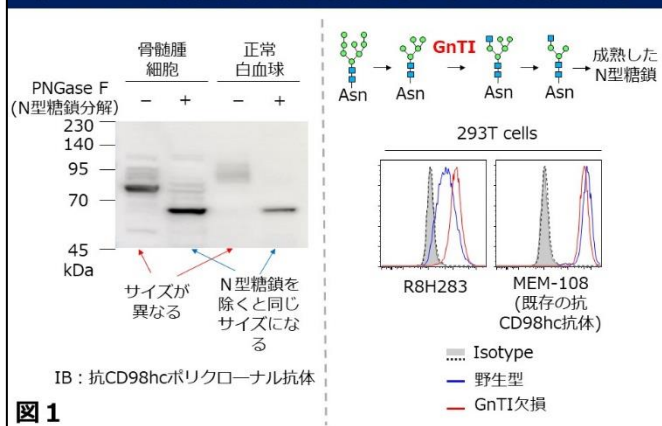 骨髄腫
細胞
正常
白血球
PNGase F
(N型糖鎖分解)
− + − +
230
140
95
70
45
kDa
サイズが
異なる
N型糖鎖を
除くと同じ
サイズにな
る
IB：抗CD98hcポリクローナル抗体
図1
GnTI
Asn Asn Asn Asn
成熟した
N型糖鎖
293T cells
R8H283
MEM-108
(既存の抗
CD98hc抗体)
Isotype
野生型
GnTI欠損